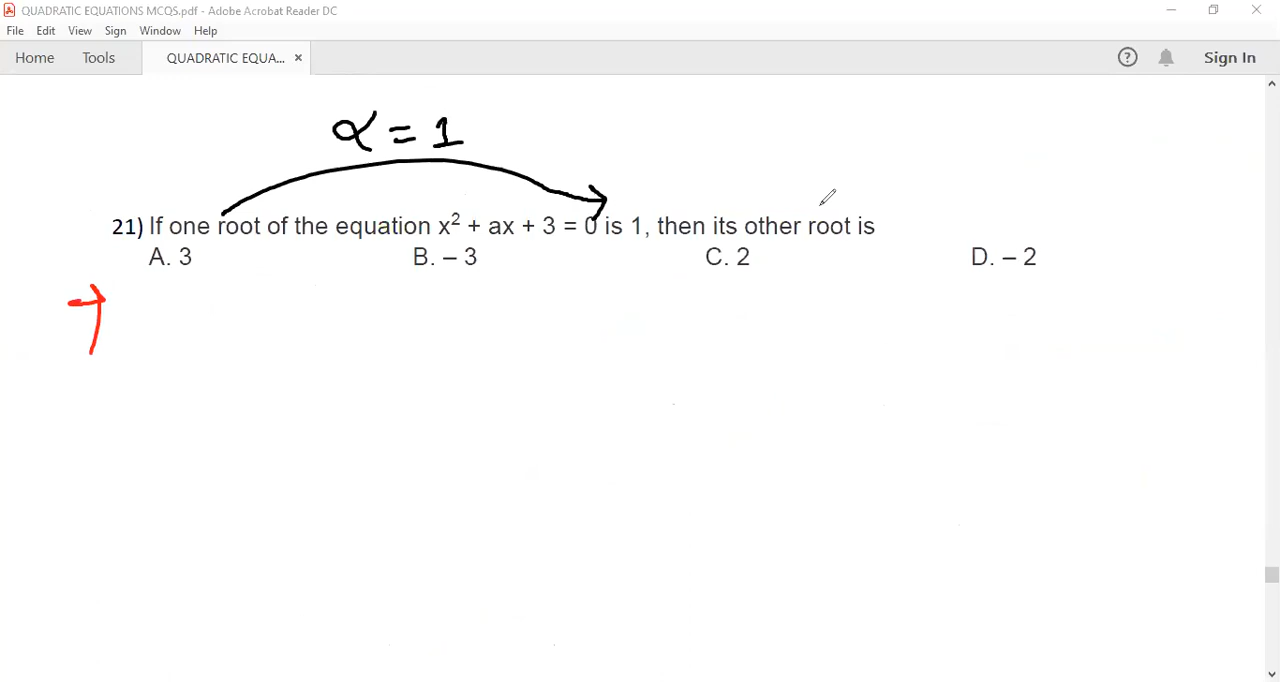 QUADRATIC EQUATIONS MCQS.pdf - Adobe Acrobat Reader DC
File Edit View Sign Window Help
Home Tools QUADRATIC EQUA... × ? Sign In
α = 1
21) If one root of the equation x² + ax + 3 = 0 is 1, then its other root is
A. 3 B. – 3 C. 2 D. – 2